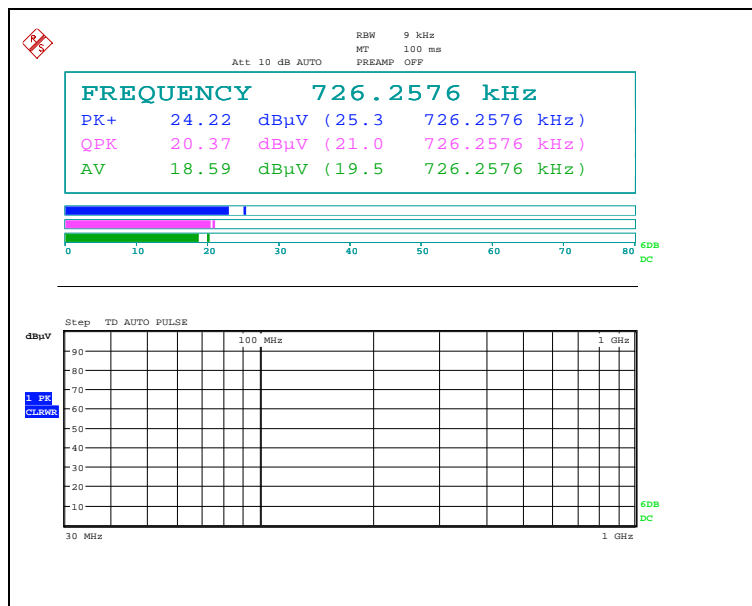 R S
RBW 9 kHz
MT 100 ms
Att 10 dB AUTO PREAMP OFF
FREQUENCY 726.2576 kHz
PK+ 24.22 dBµV (25.3 726.2576 kHz)
QPK 20.37 dBµV (21.0 726.2576 kHz)
AV 18.59 dBµV (19.5 726.2576 kHz)
0 10 20 30 40 50 60 70 80
6DB
DC
Step TD AUTO PULSE
dBµV
100 MHz 1 GHz
90
80
70
1 PK
CLRWR
60
50
40
30
20
10
6DB
DC
30 MHz 1 GHz